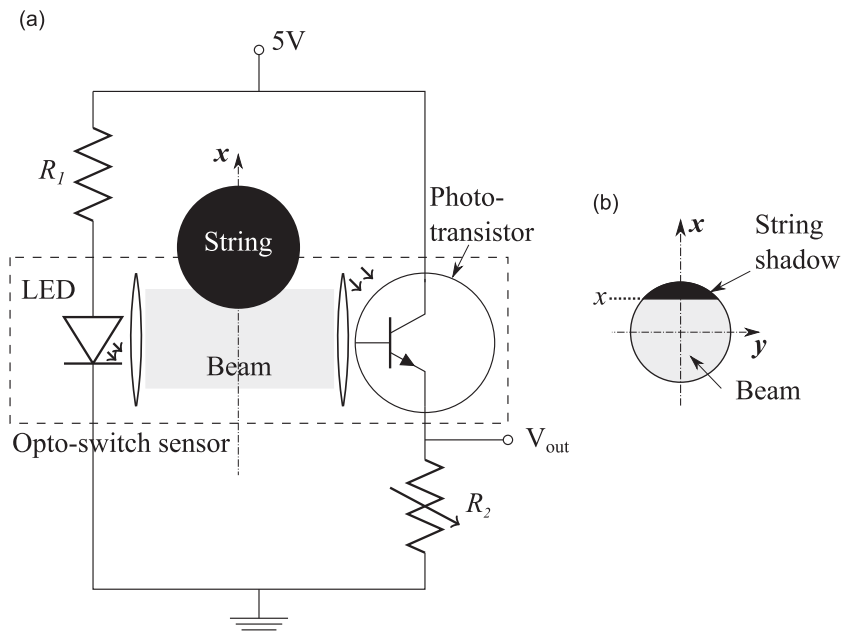 (a)
5V
R1
x
String
Photo-
transistor
LED
Beam
Opto-switch sensor
Vout
R2
(b)
x
String
shadow
x
y
Beam